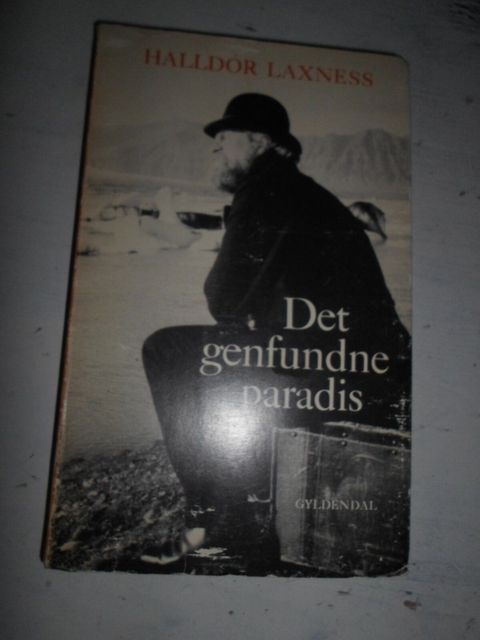 HALLDÓR LAXNESS
Det
genfundne
paradis
GYLDENDAL